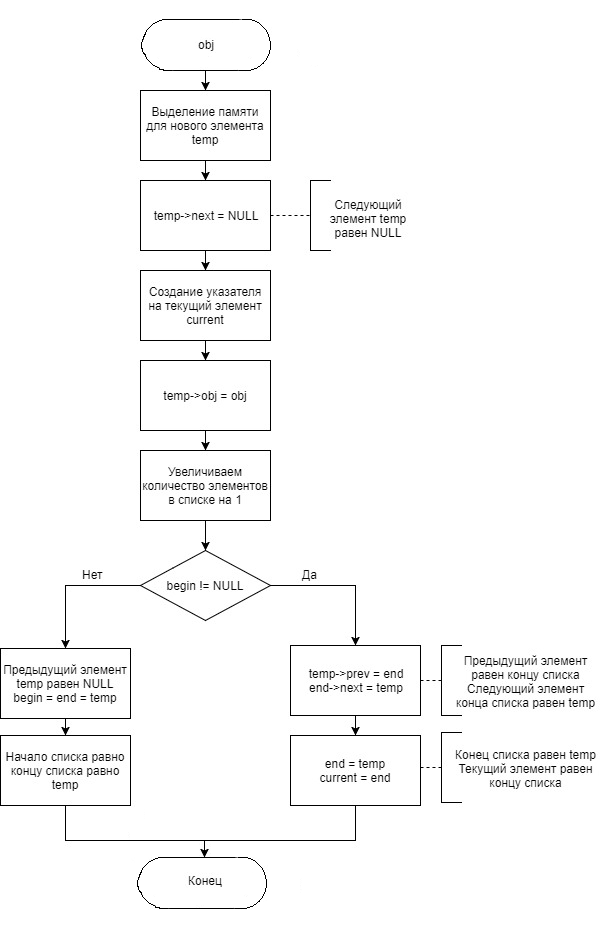 obj
Выделение памяти
для нового элемента
temp
temp->next = NULL
Следующий
элемент temp
равен NULL
Создание указателя
на текущий элемент
current
temp->obj = obj
Увеличиваем
количество элементов
в списке на 1
begin != NULL
Нет
Да
Предыдущий элемент
temp равен NULL
begin = end = temp
temp->prev = end
end->next = temp
Предыдущий элемент
равен концу списка
Следующий элемент
конца списка равен temp
Начало списка равно
концу списка равно
temp
end = temp
current = end
Конец списка равен temp
Текущий элемент равен
концу списка
Конец